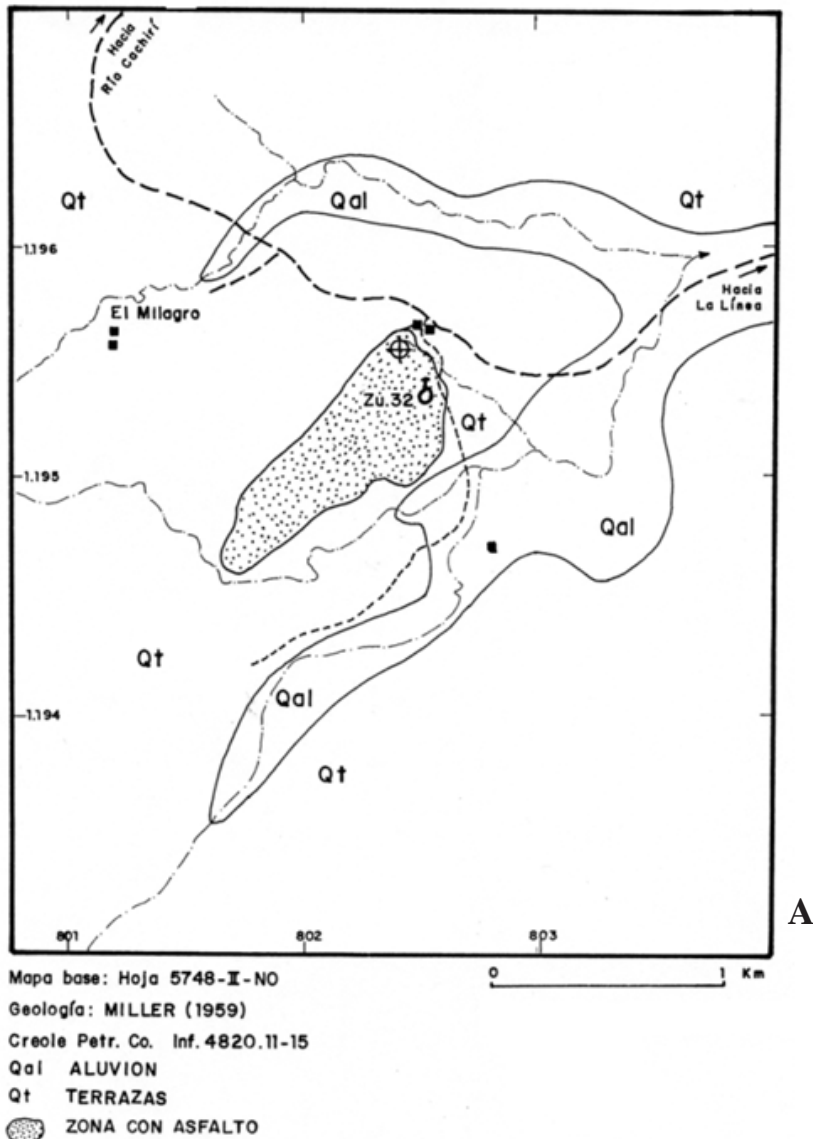 Hacia
Río Cachirí
Qt
Qal
Qt
1.196
El Milagro
Hacia
La Línea
Zu.32
Qt
1.195
Qal
Qt
1.194
Qal
Qt
A
801
802
803
Mapa base: Hoja 5748-II-NO
0 1 Km
Geología: MILLER (1959)
Creole Petr. Co. Inf. 4820.11-15
Qal ALUVION
Qt TERRAZAS
ZONA CON ASFALTO